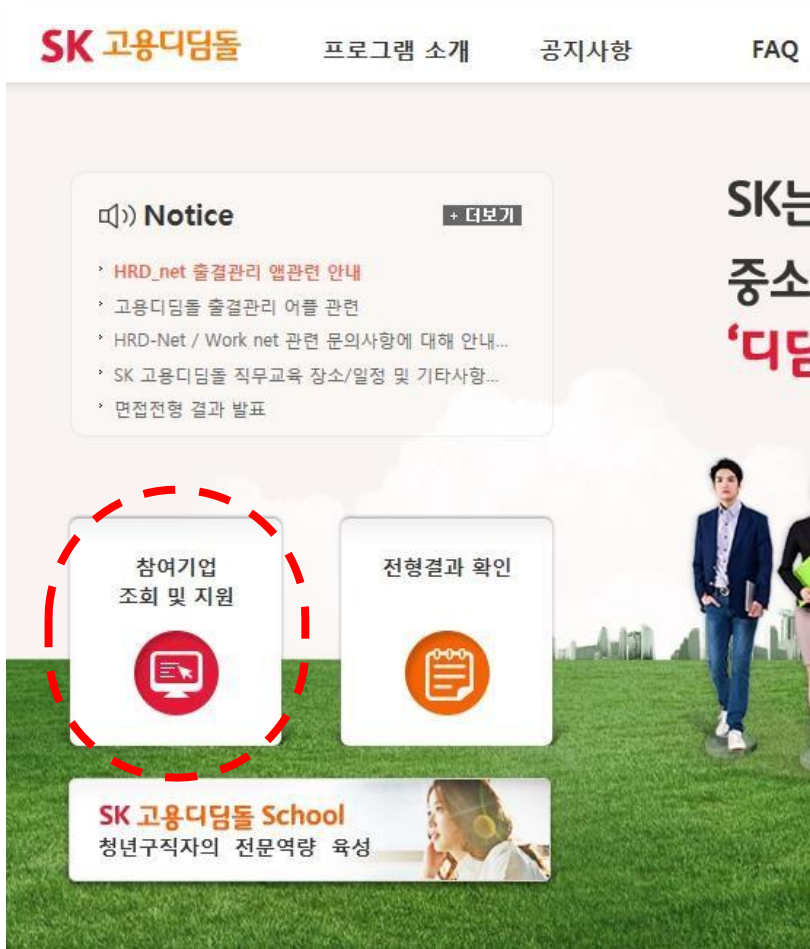 SK 고용디딤돌
프로그램 소개
공지사항
FAQ
Notice
+ 더보기
HRD_net 출결관리 앱관련 안내
고용디딤돌 출결관리 어플 관련
HRD-Net / Work net 관련 문의사항에 대해 안내...
SK 고용디딤돌 직무교육 장소/일정 및 기타사항...
면접전형 결과 발표
SK는
중소
‘디딤
참여기업
조회 및 지원
전형결과 확인
SK 고용디딤돌 School
청년구직자의 전문역량 육성